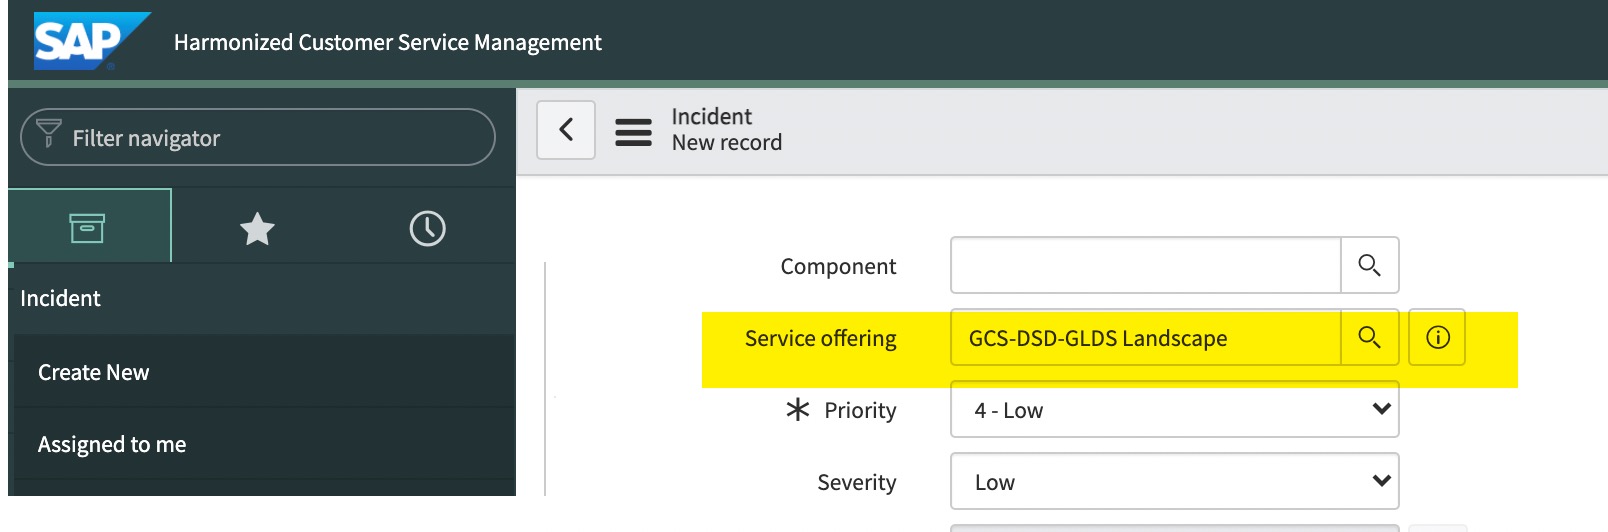 SAP
Harmonized Customer Service Management
Filter navigator
Incident
New record
Incident
Create New
Assigned to me
Component
Service offering GCS-DSD-GLDS Landscape
Priority 4 - Low
Severity Low